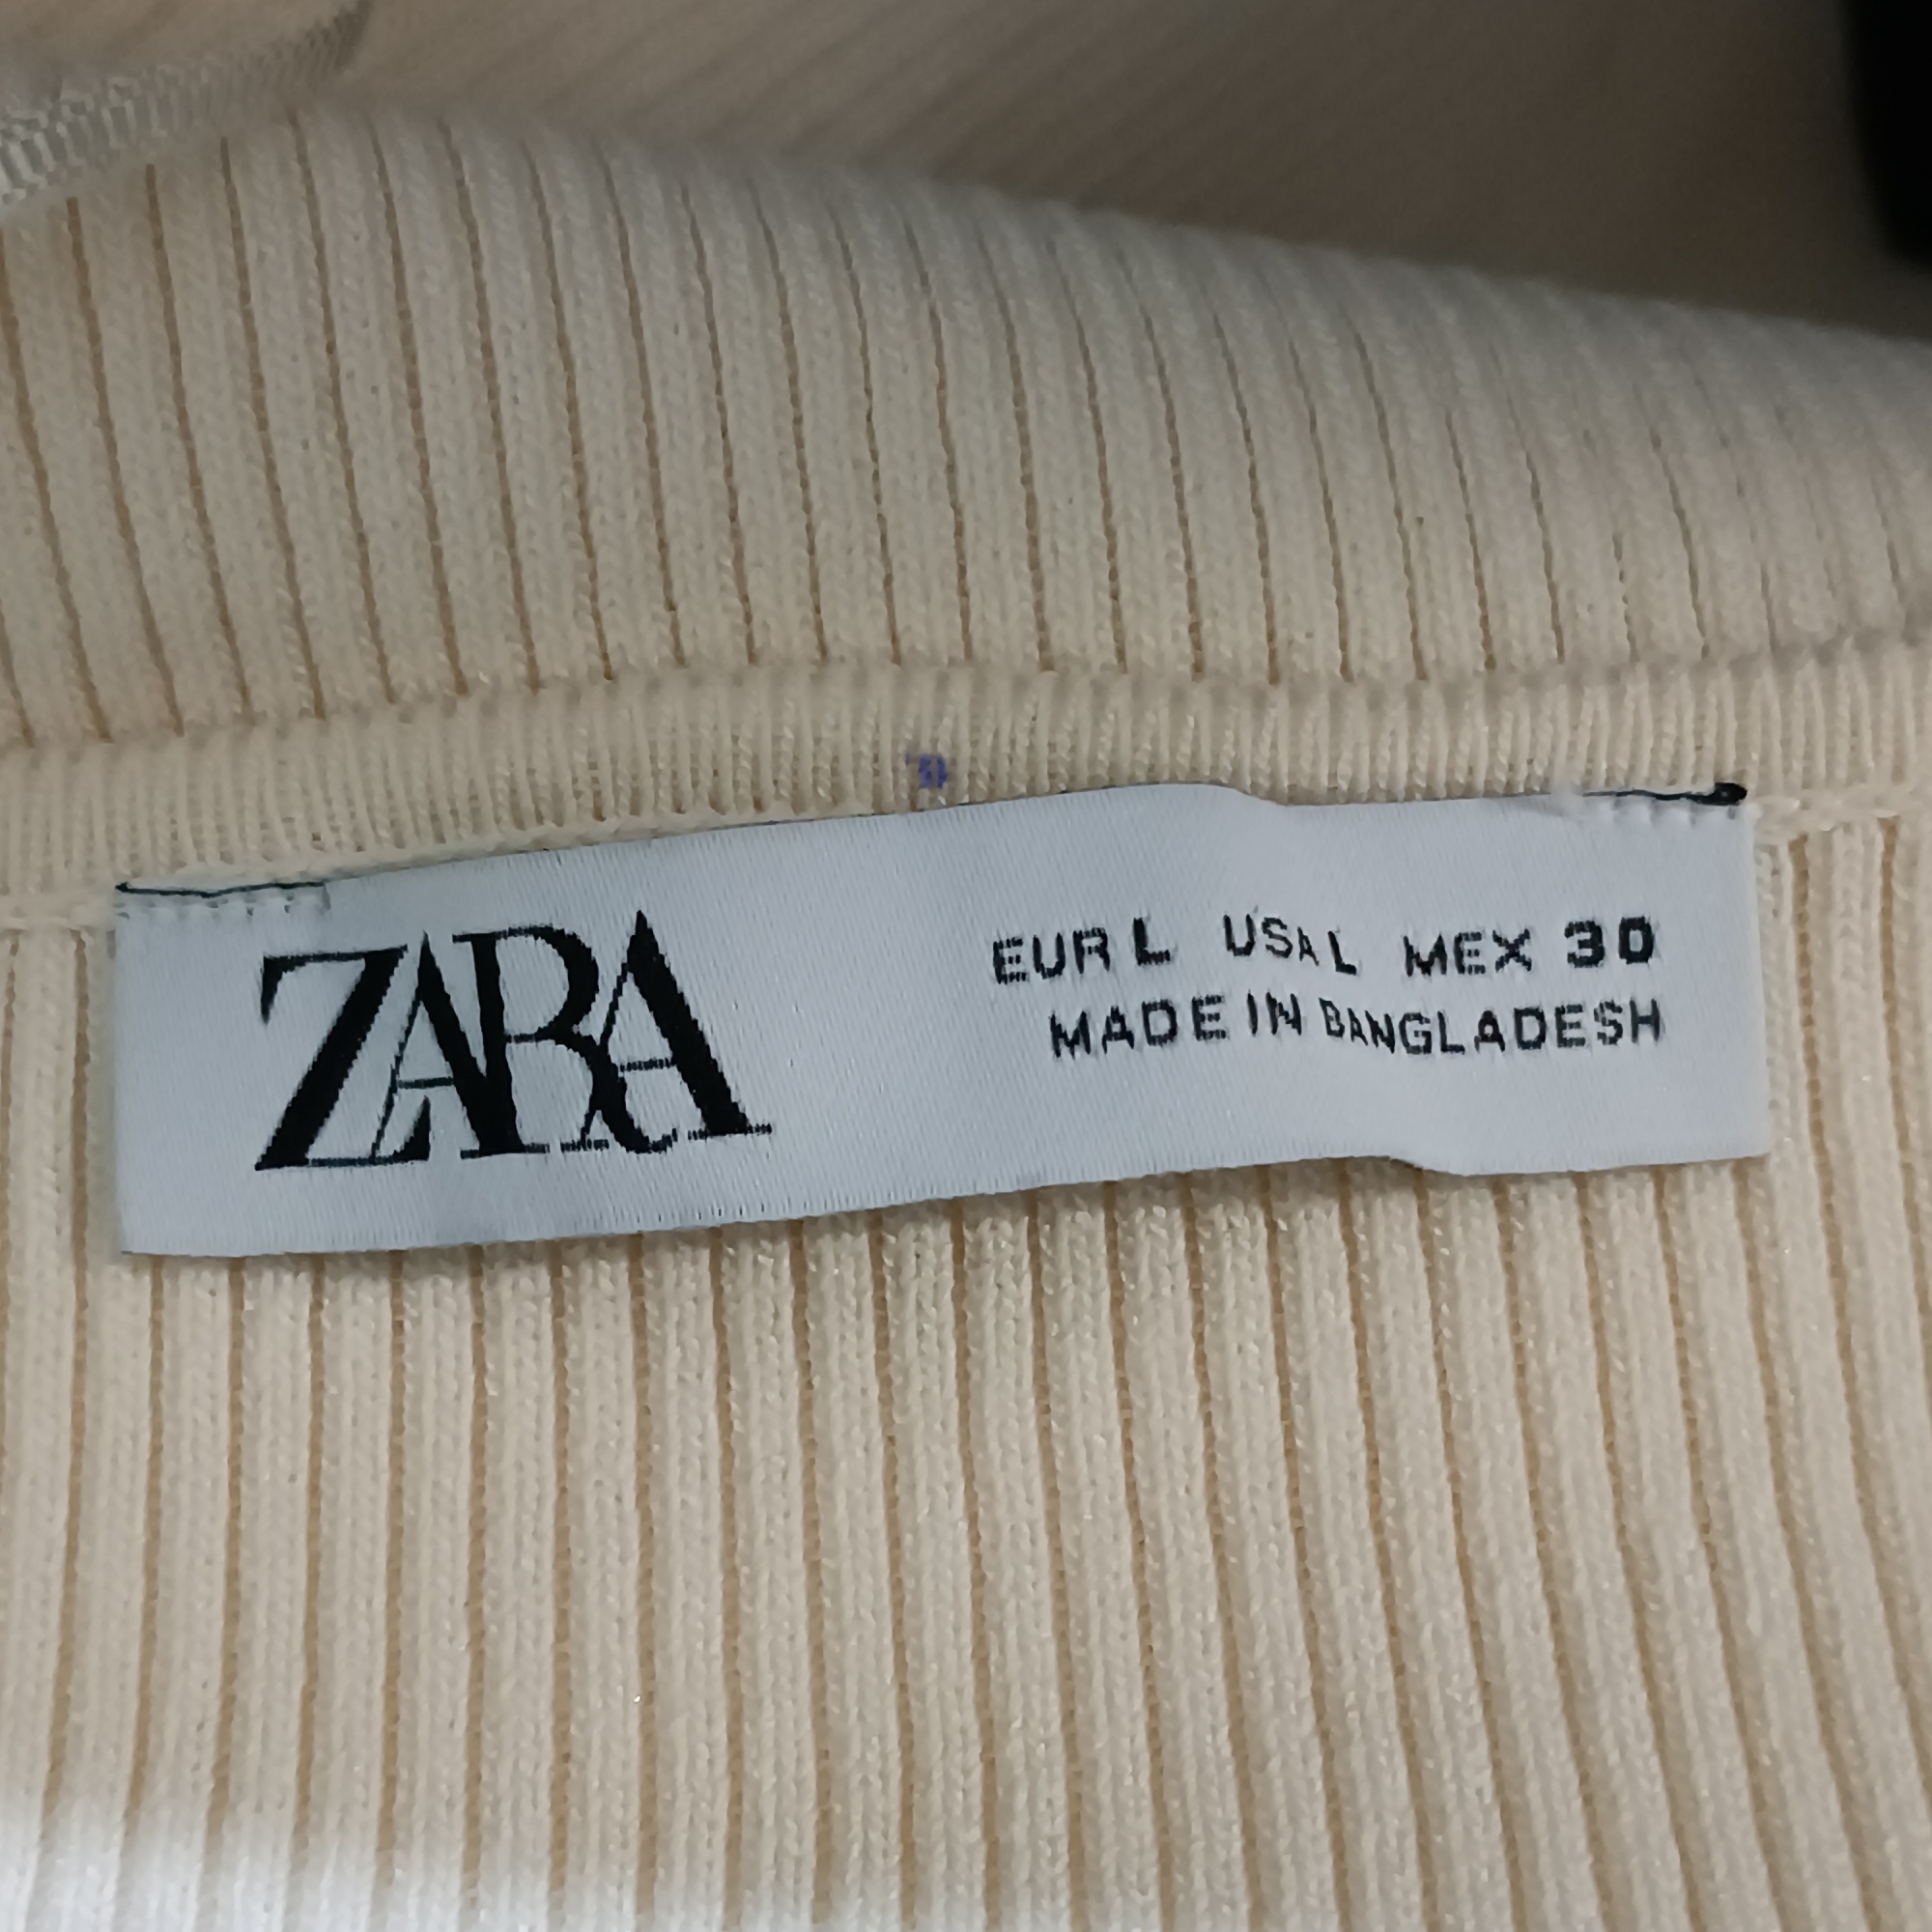 ZARA
EUR L USA L MEX 30
MADE IN BANGLADESH